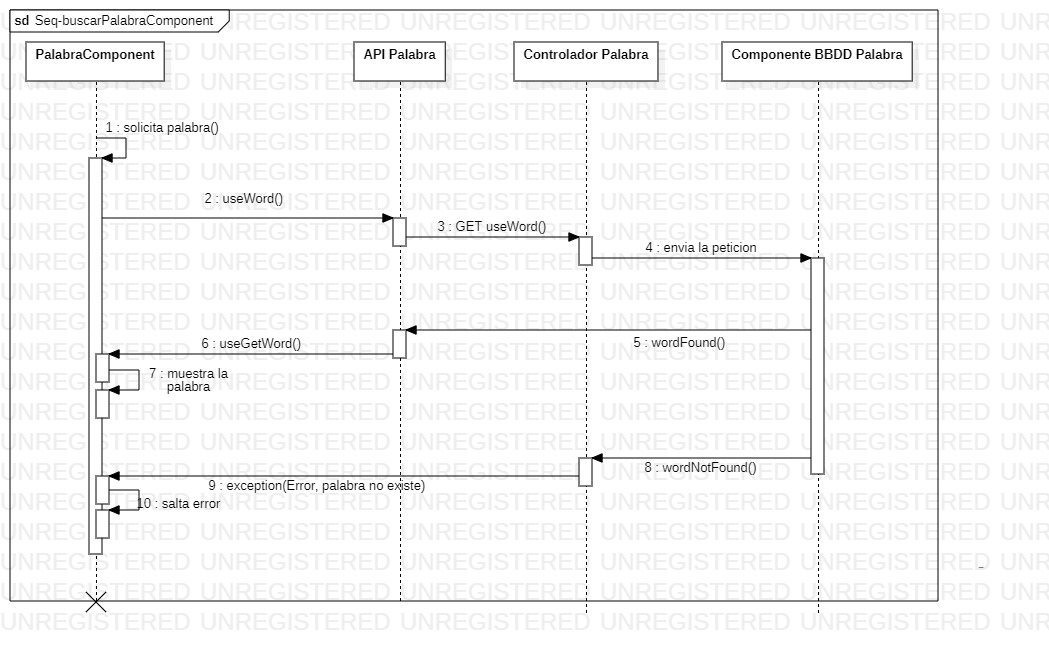 sd Seq-buscarPalabraComponent
PalabraComponent
API Palabra
Controlador Palabra
Componente BBDD Palabra
1 : solicita palabra()
2 : useWord()
3 : GET useWord()
4 : envia la peticion
5 : wordFound()
6 : useGetWord()
7 : muestra la
palabra
8 : wordNotFound()
9 : exception(Error, palabra no existe)
10 : salta error
UNREGISTERED UNREGISTERED UNREGISTERED UNREGISTERED UNREGISTERED UNR